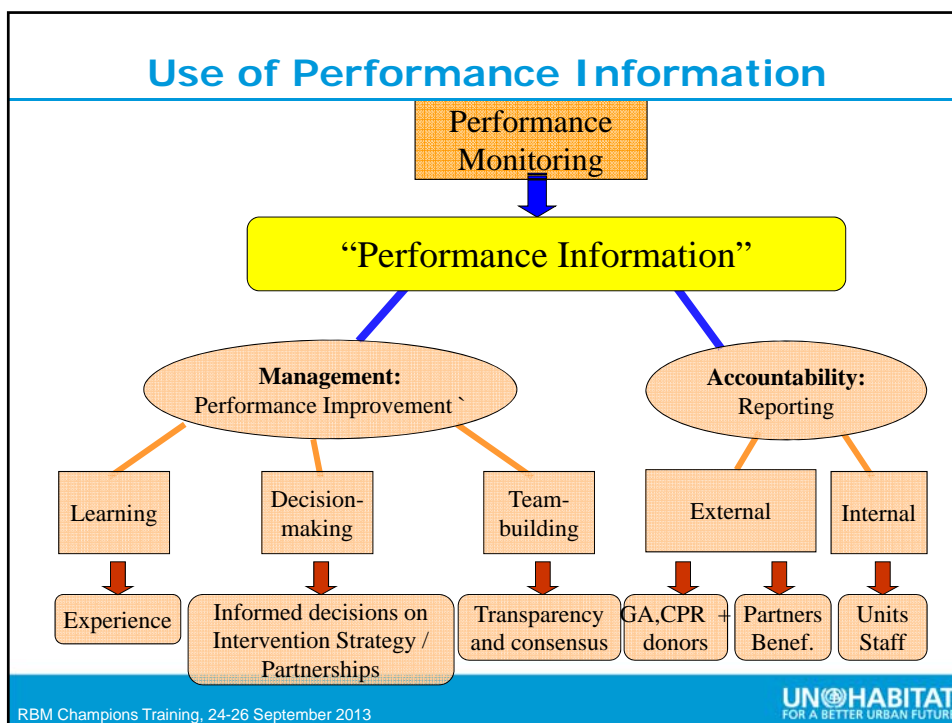 Use of Performance Information
Performance
Monitoring
“Performance Information”
Management:
Performance Improvement `
Accountability:
Reporting
Learning
Decision-
making
Team-
building
External
Internal
Experience
Informed decisions on
Intervention Strategy /
Partnerships
Transparency
and consensus
GA,CPR +
donors
Partners
Benef.
Units
Staff
RBM Champions Training, 24-26 September 2013
UN HABITAT
FOR A BETTER URBAN FUTURE